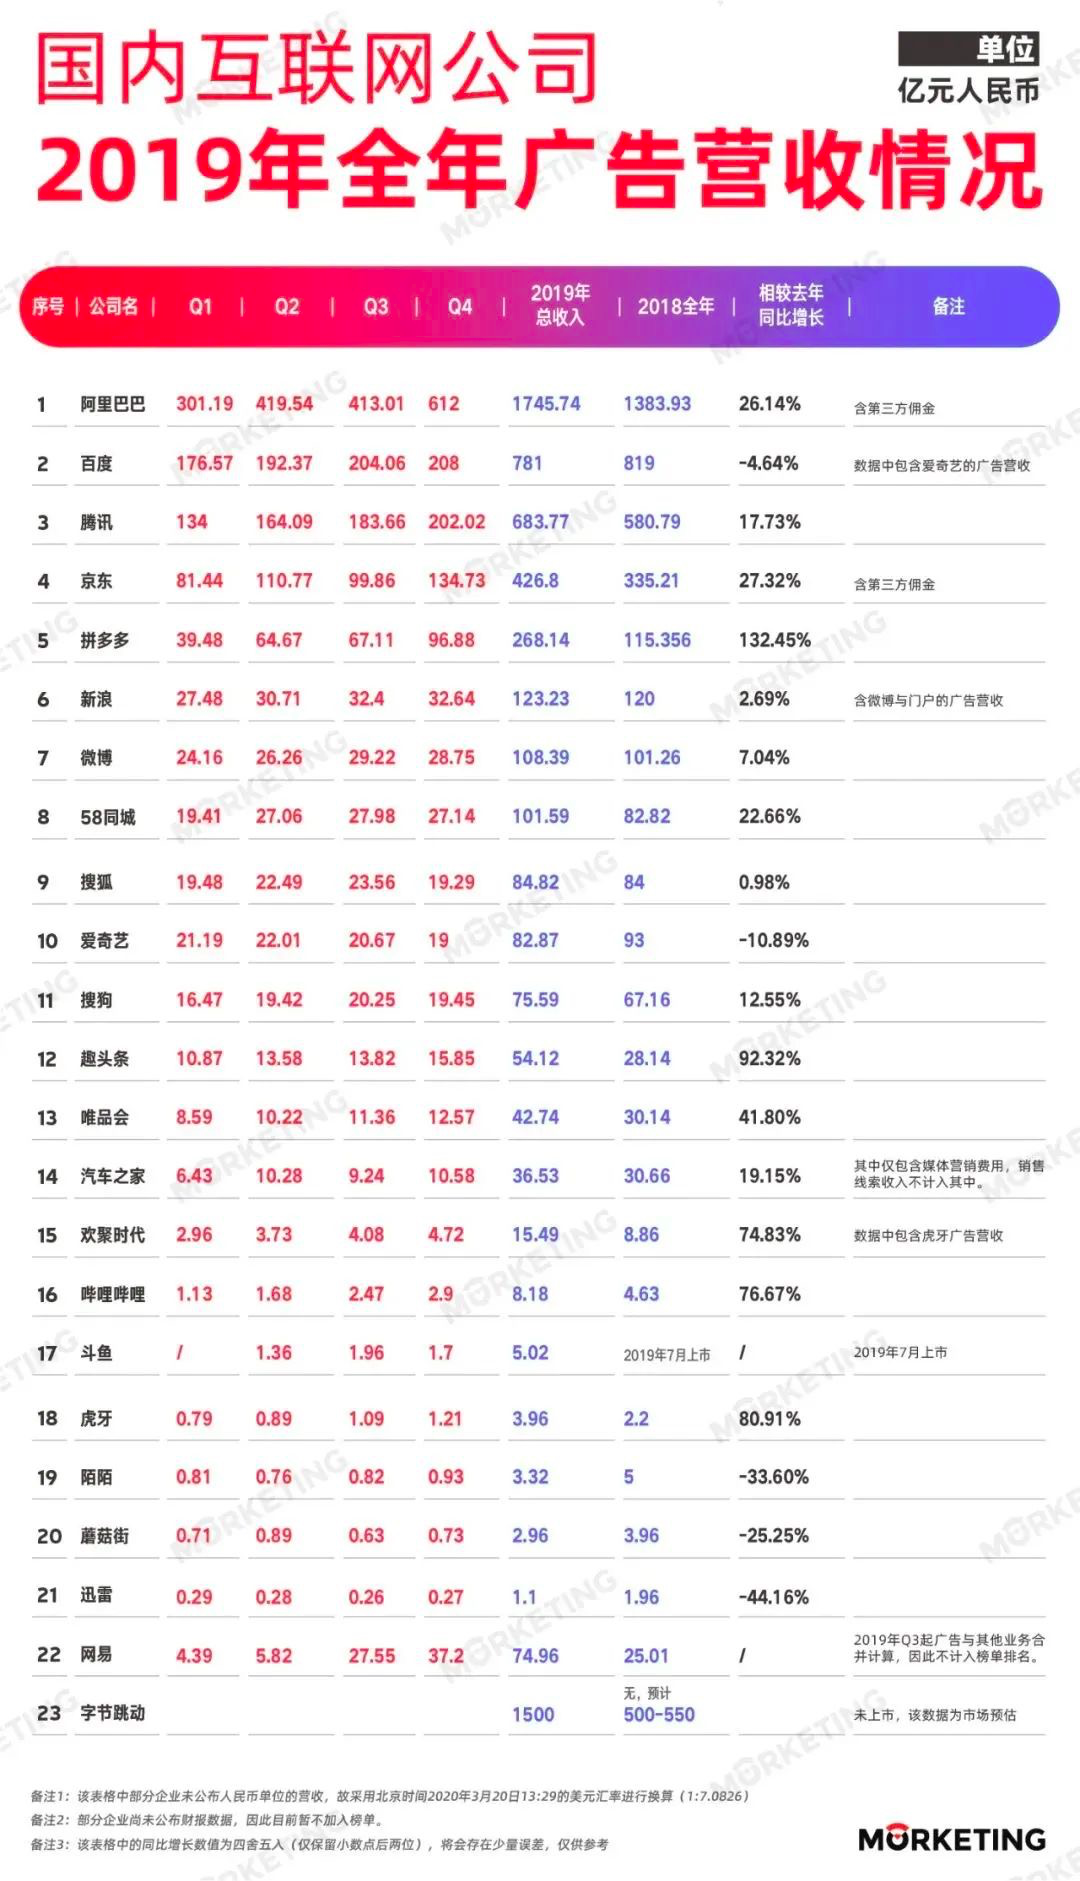 国内互联网公司
单位
亿元人民币
2019年全年广告营收情况
序号 | 公司名 | Q1 | Q2 | Q3 | Q4 | 2019年总收入 | 2018全年 | 相较去年同比增长 | 备注
1 阿里巴巴 301.19 419.54 413.01 612 1745.74 1383.93 26.14% 含第三方佣金
2 百度 176.57 192.37 204.06 208 781 819 -4.64% 数据中包含爱奇艺的广告营收
3 腾讯 134 164.09 183.66 202.02 683.77 580.79 17.73%
4 京东 81.44 110.77 99.86 134.73 426.8 335.21 27.32% 含第三方佣金
5 拼多多 39.48 64.67 67.11 96.88 268.14 115.356 132.45%
6 新浪 27.48 30.71 32.4 32.64 123.23 120 2.69% 含微博与门户的广告营收
7 微博 24.16 26.26 29.22 28.75 108.39 101.26 7.04%
8 58同城 19.41 27.06 27.98 27.14 101.59 82.82 22.66%
9 搜狐 19.48 22.49 23.56 19.29 84.82 84 0.98%
10 爱奇艺 21.19 22.01 20.67 19 82.87 93 -10.89%
11 搜狗 16.47 19.42 20.25 19.45 75.59 67.16 12.55%
12 趣头条 10.87 13.58 13.82 15.85 54.12 28.14 92.32%
13 唯品会 8.59 10.22 11.36 12.57 42.74 30.14 41.80%
14 汽车之家 6.43 10.28 9.24 10.58 36.53 30.66 19.15% 其中仅包含媒体营销费用，销售线索收入不计入其中。
15 欢聚时代 2.96 3.73 4.08 4.72 15.49 8.86 74.83% 数据中包含虎牙广告营收
16 哔哩哔哩 1.13 1.68 2.47 2.9 8.18 4.63 76.67%
17 斗鱼 / 1.36 1.96 1.7 5.02 2019年7月上市 / 2019年7月上市
18 虎牙 0.79 0.89 1.09 1.21 3.96 2.2 80.91%
19 陌陌 0.81 0.76 0.82 0.93 3.32 5 -33.60%
20 蘑菇街 0.71 0.89 0.63 0.73 2.96 3.96 -25.25%
21 迅雷 0.29 0.28 0.26 0.27 1.1 1.96 -44.16%
22 网易 4.39 5.82 27.55 37.2 74.96 25.01 / 2019年Q3起广告与其他业务合并计算，因此不计入榜单排名。
23 字节跳动 1500 无，预计500-550 未上市，该数据为市场预估
备注1：该表格中部分企业未公布人民币单位的营收，故采用北京时间2020年3月20日13:29的美元汇率进行换算（1:7.0826）
备注2：部分企业尚未公布财报数据，因此目前暂不加入榜单。
备注3：该表格中的同比增长数值为四舍五入（仅保留小数点后两位），将会存在少量误差，仅供参考
MORKETING